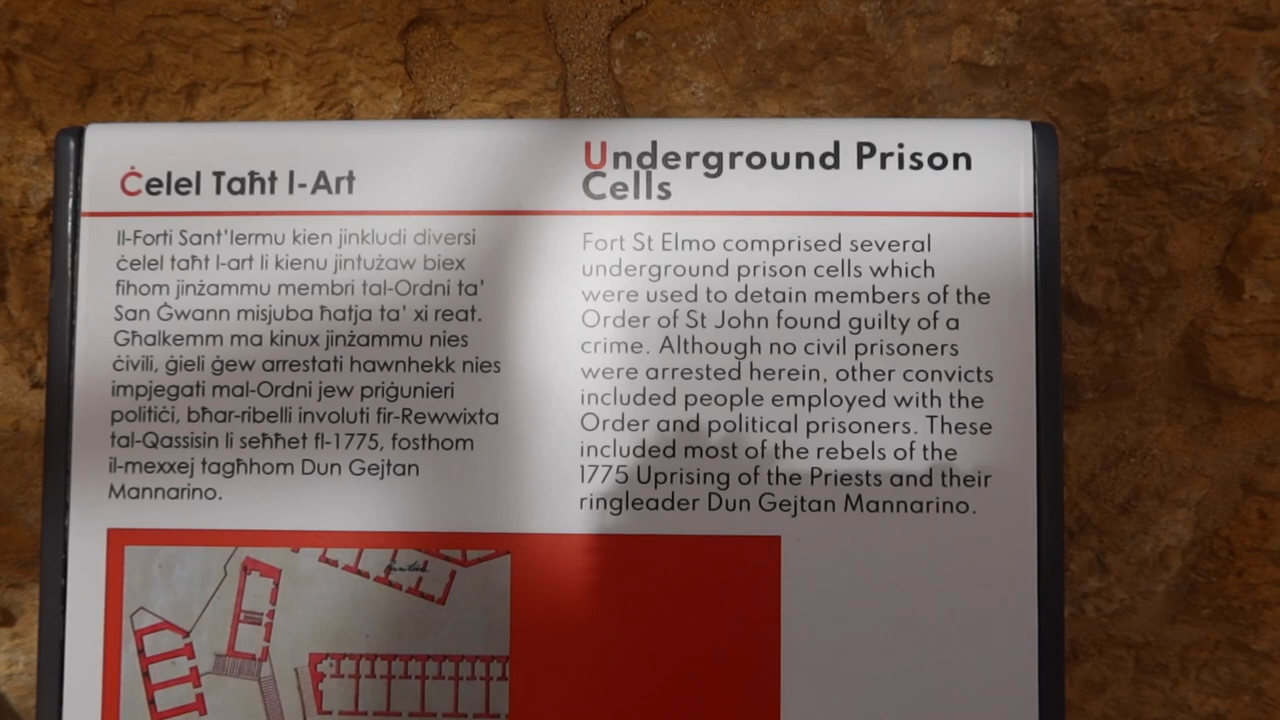 Ċelel Taħt l-Art
Il-Forti Sant'Iermu kien jinkludi diversi
ċelel taħt l-art li kienu jintużaw biex
fihom jinżammu membri tal-Ordni ta'
San Ġwann misjuba ħatja ta' xi reat.
Għalkemm ma kinux jinżammu nies
ċivili, ġieli ġew arrestati hawnhekk nies
impjegati mal-Ordni jew priġunieri
politiċi, bħar-ribelli involuti fir-Rewwixta
tal-Qassisin li seħħet fl-1775, fosthom
il-mexxej tagħhom Dun Gejtan
Mannarino.
Underground Prison
Cells
Fort St Elmo comprised several
underground prison cells which
were used to detain members of the
Order of St John found guilty of a
crime. Although no civil prisoners
were arrested herein, other convicts
included people employed with the
Order and political prisoners. These
included most of the rebels of the
1775 Uprising of the Priests and their
ringleader Dun Gejtan Mannarino.